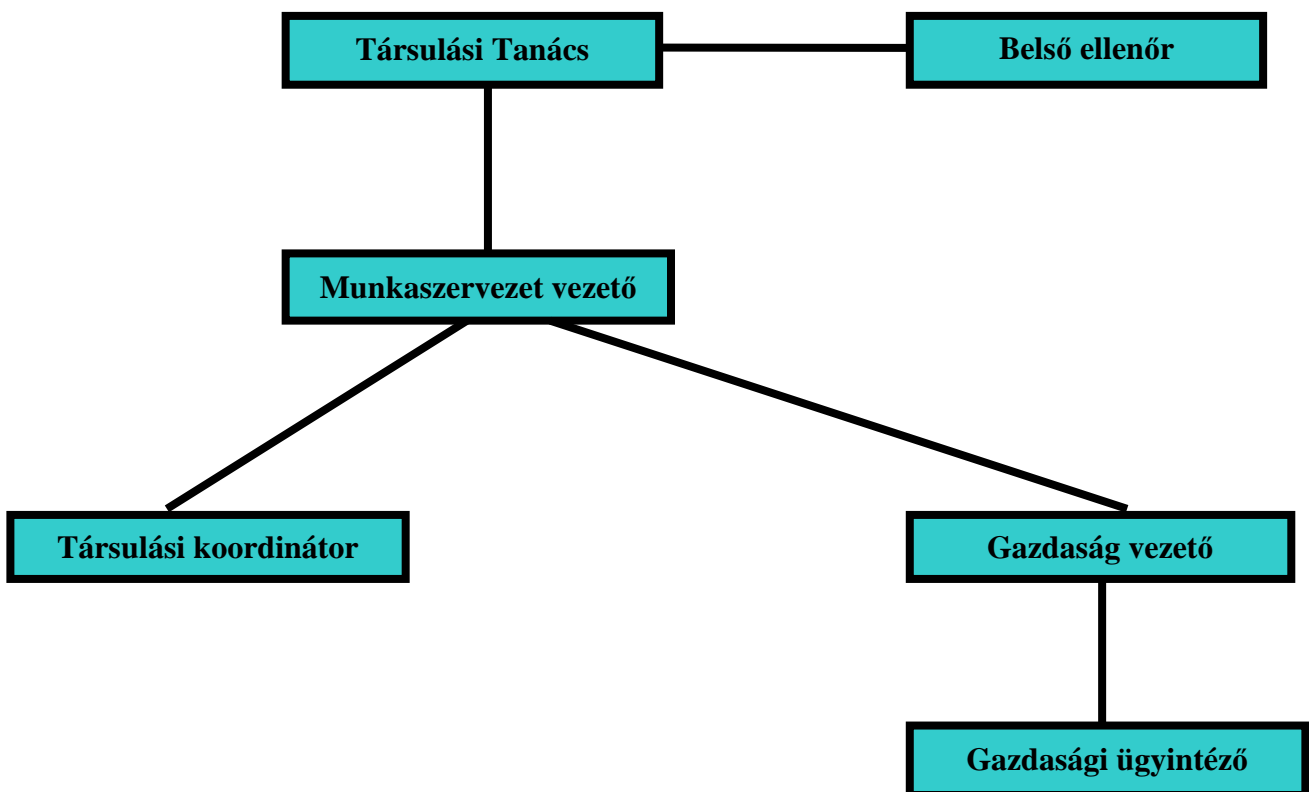 Társulási Tanács
Belső ellenőr
Munkaszervezet vezető
Társulási koordinátor
Gazdaság vezető
Gazdasági ügyintéző